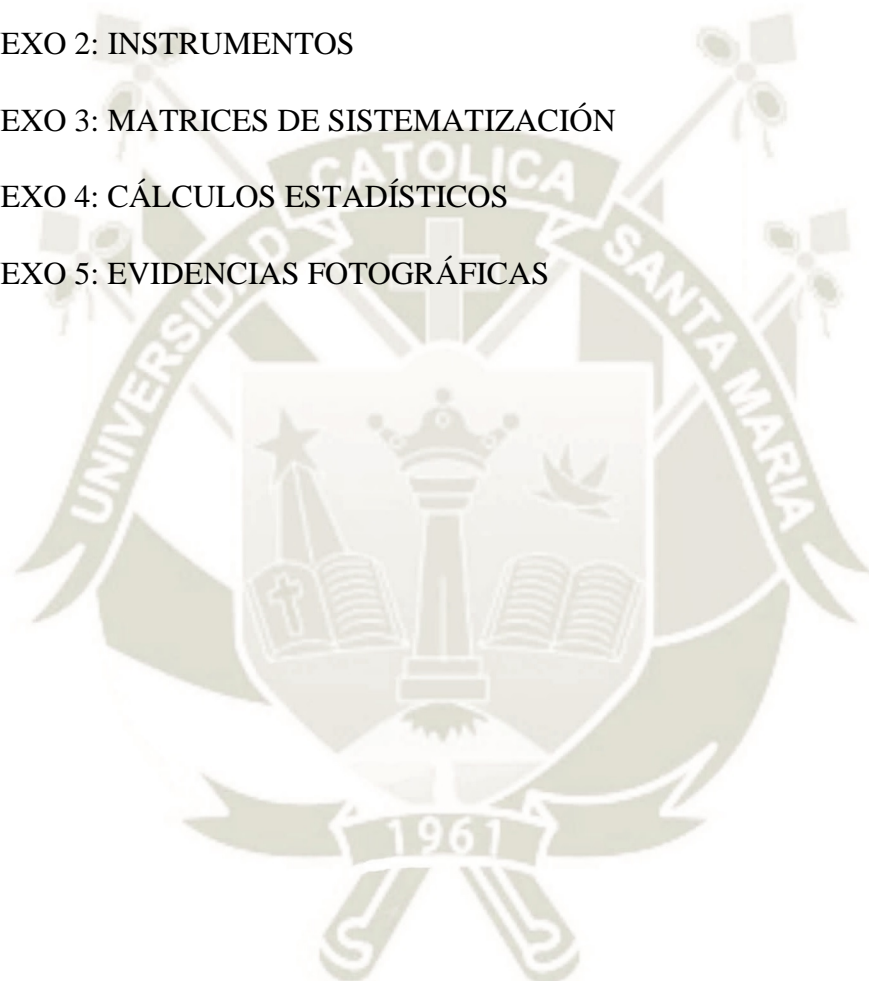 EXO 2: INSTRUMENTOS
EXO 3: MATRICES DE SISTEMATIZACIÓN
EXO 4: CÁLCULOS ESTADÍSTICOS
EXO 5: EVIDENCIAS FOTOGRÁFICAS
UNIVERSIDAD CATOLICA SANTA MARIA
1961